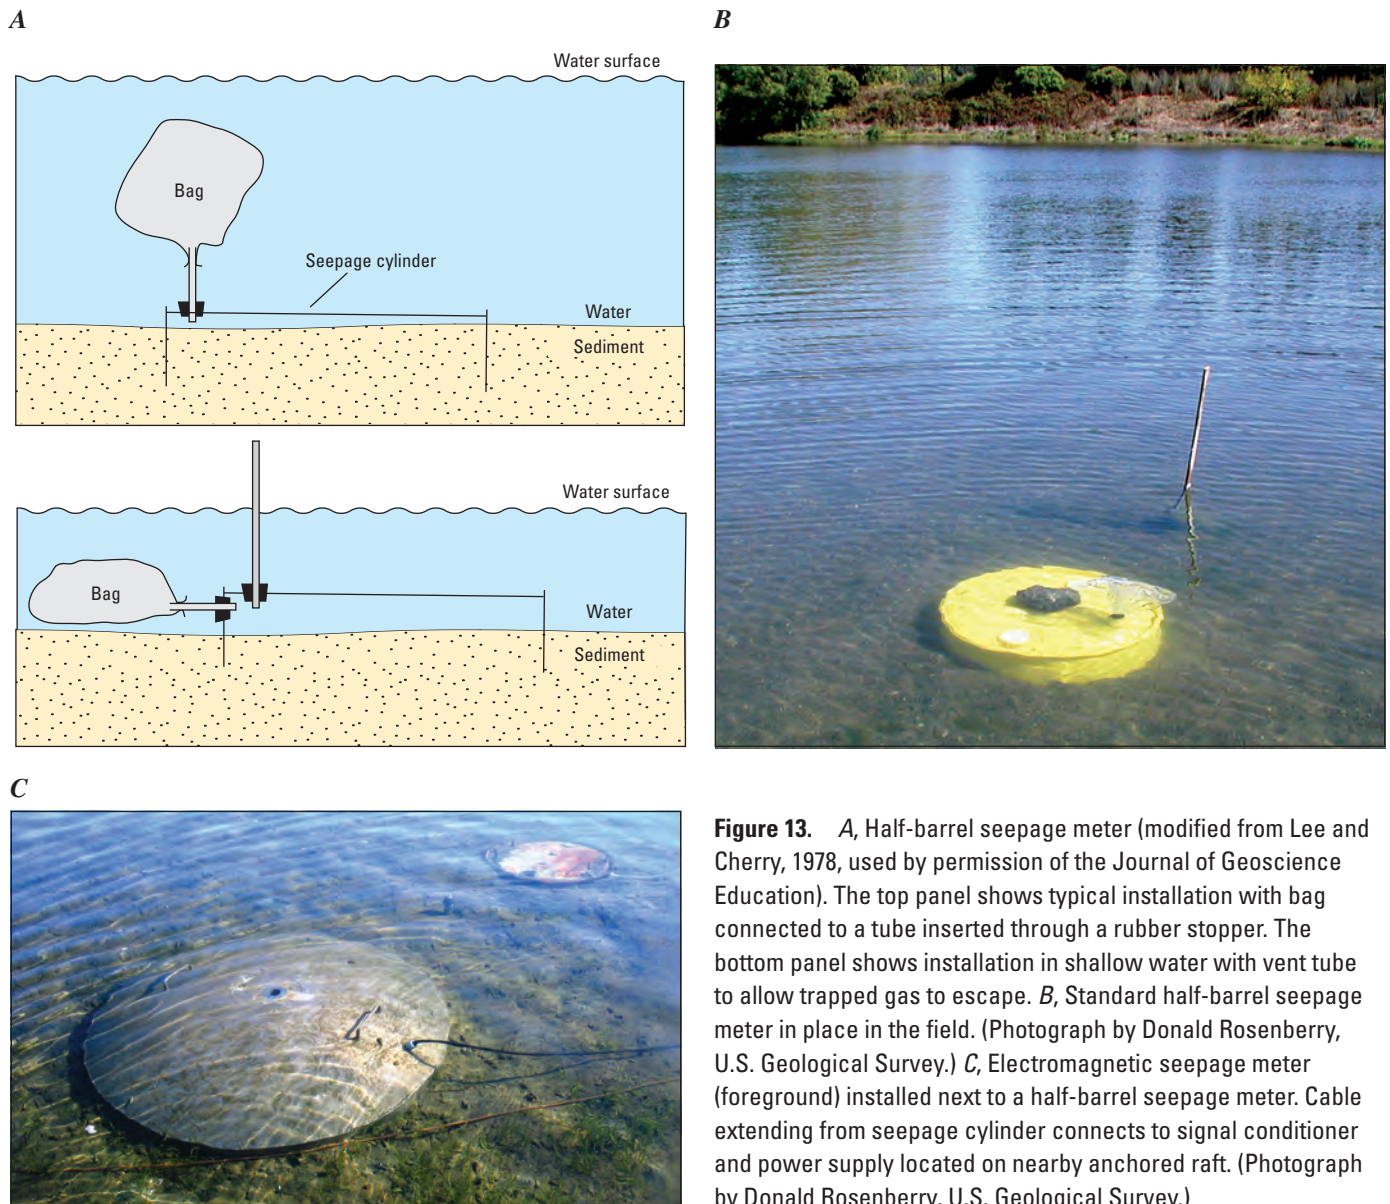 A
B
Water surface
Bag
Seepage cylinder
Water
Sediment
Water surface
Bag
Water
Sediment
C
Figure 13. A, Half-barrel seepage meter (modified from Lee and
Cherry, 1978, used by permission of the Journal of Geoscience
Education). The top panel shows typical installation with bag
connected to a tube inserted through a rubber stopper. The
bottom panel shows installation in shallow water with vent tube
to allow trapped gas to escape. B, Standard half-barrel seepage
meter in place in the field. (Photograph by Donald Rosenberry,
U.S. Geological Survey.) C, Electromagnetic seepage meter
(foreground) installed next to a half-barrel seepage meter. Cable
extending from seepage cylinder connects to signal conditioner
and power supply located on nearby anchored raft. (Photograph
by Donald Rosenberry, U.S. Geological Survey.)